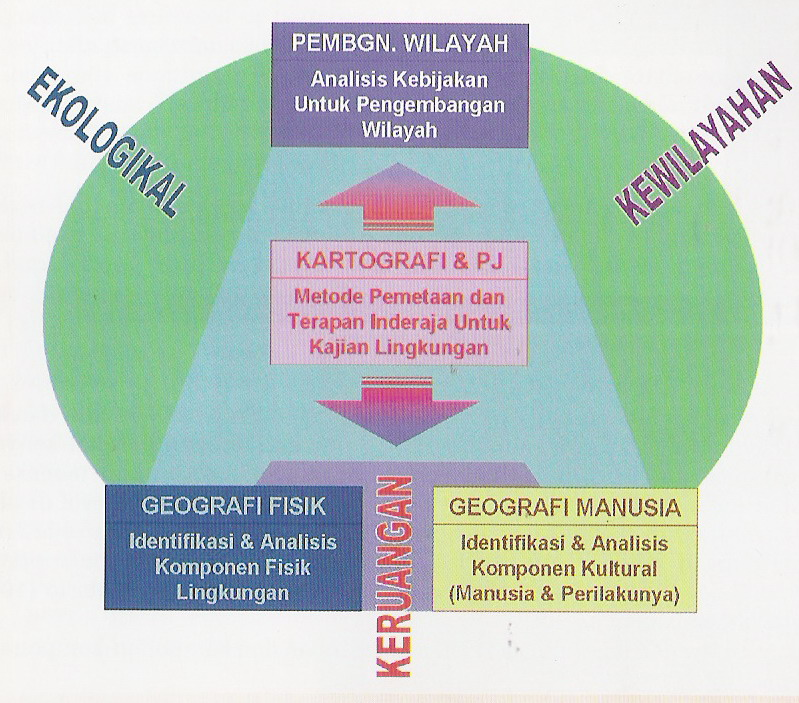 PEMBGN. WILAYAH
Analisis Kebijakan
Untuk Pengembangan
Wilayah
EKOLOGIKAL
KEWILAYAHAN
KARTOGRAFI & PJ
Metode Pemetaan dan
Terapan Inderaja Untuk
Kajian Lingkungan
GEOGRAFI FISIK
Identifikasi & Analisis
Komponen Fisik
Lingkungan
KERUANGAN
GEOGRAFI MANUSIA
Identifikasi & Analisis
Komponen Kultural
(Manusia & Perilakunya)